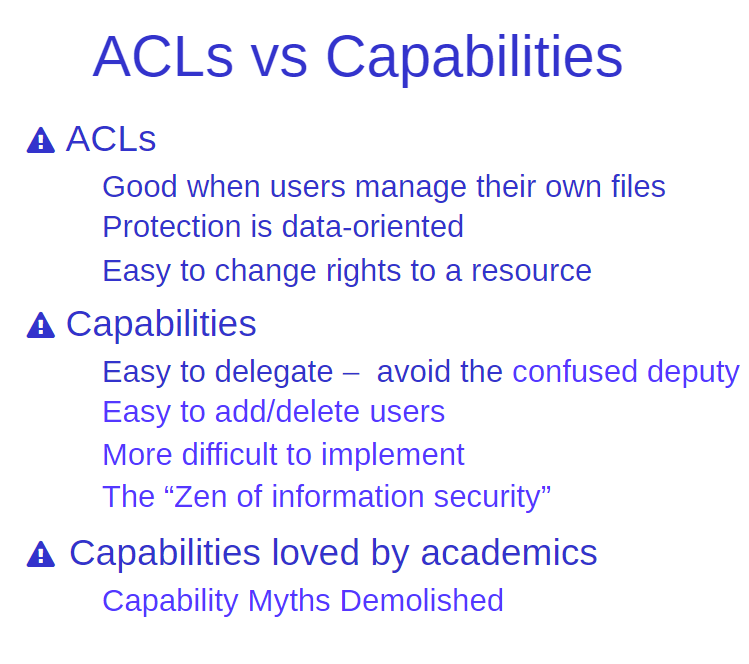 ACLs vs Capabilities
ACLs
Good when users manage their own files
Protection is data-oriented
Easy to change rights to a resource
Capabilities
Easy to delegate – avoid the confused deputy
Easy to add/delete users
More difficult to implement
The “Zen of information security”
Capabilities loved by academics
Capability Myths Demolished